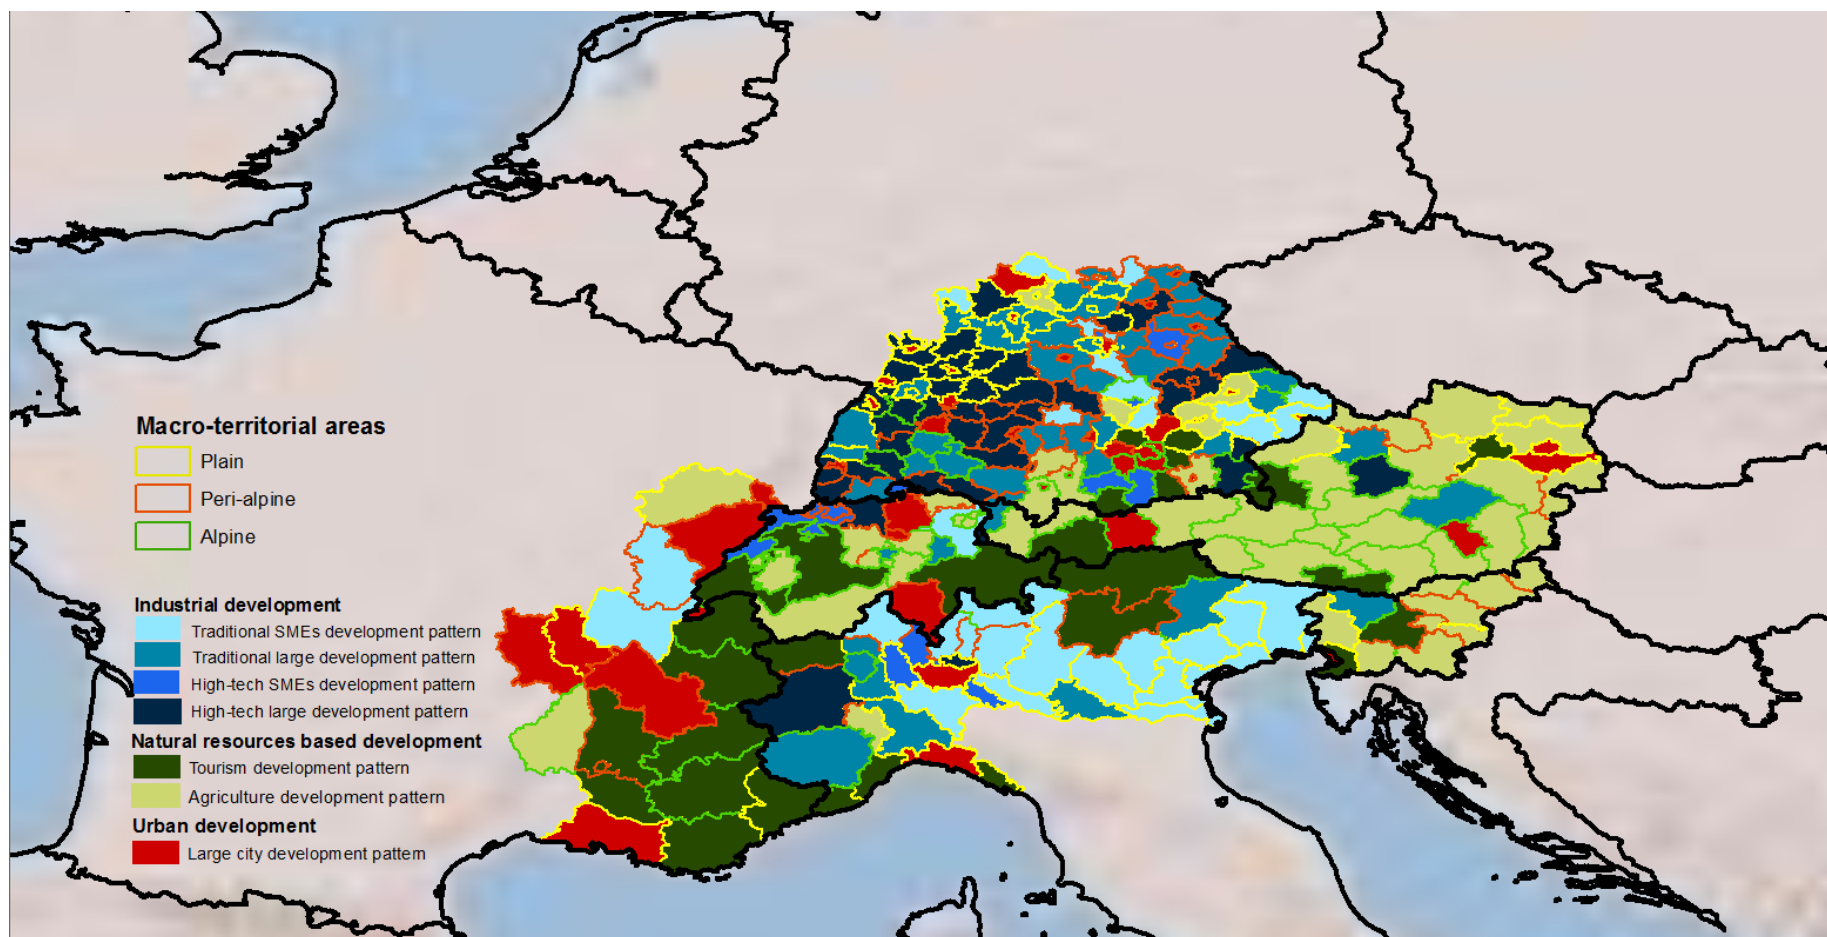 Macro-territorial areas
Plain
Peri-alpine
Alpine
Industrial development
Traditional SMEs development pattern
Traditional large development pattern
High-tech SMEs development pattern
High-tech large development pattern
Natural resources based development
Tourism development pattern
Agriculture development pattern
Urban development
Large city development pattern